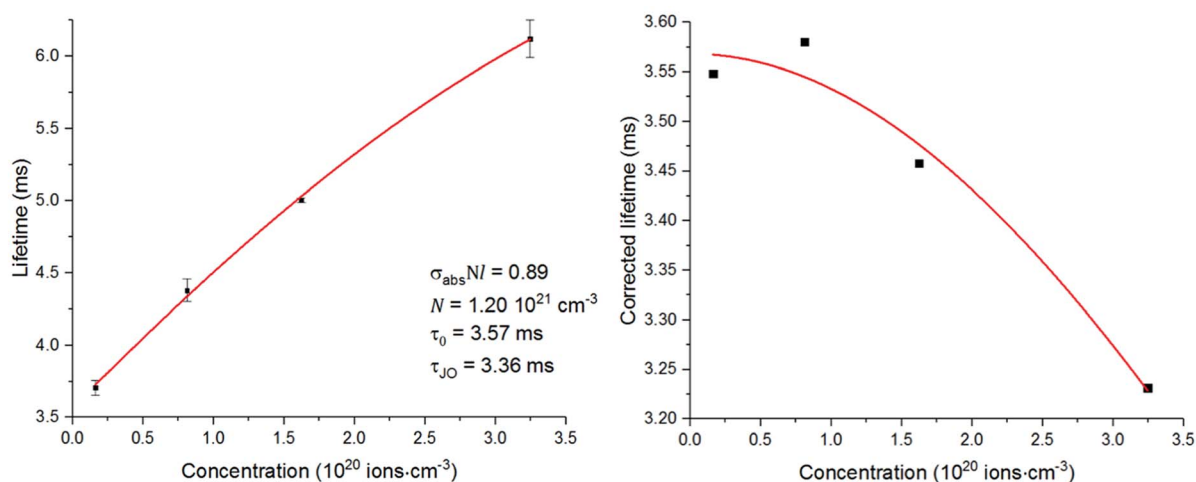 Lifetime (ms)
6.0
5.5
5.0
4.5
4.0
3.5
0.0 0.5 1.0 1.5 2.0 2.5 3.0 3.5
Concentration (10²⁰ ions·cm⁻³)
σabsNl = 0.89
N = 1.20 10²¹ cm⁻³
τ₀ = 3.57 ms
τJO = 3.36 ms
Corrected lifetime (ms)
3.60
3.55
3.50
3.45
3.40
3.35
3.30
3.25
3.20
0.0 0.5 1.0 1.5 2.0 2.5 3.0 3.5
Concentration (10²⁰ ions·cm⁻³)